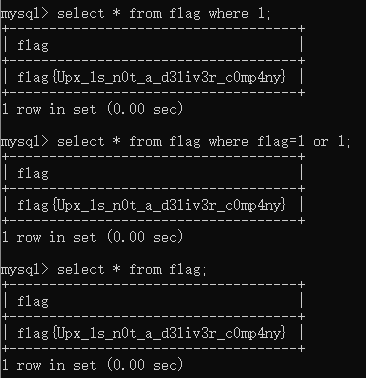 mysql> select * from flag where 1;
+--------------------------------+
| flag                           |
+--------------------------------+
| flag{Upx_1s_n0t_a_d3liv3r_c0mp4ny} |
+--------------------------------+
1 row in set (0.00 sec)
mysql> select * from flag where flag=1 or 1;
+--------------------------------+
| flag                           |
+--------------------------------+
| flag{Upx_1s_n0t_a_d3liv3r_c0mp4ny} |
+--------------------------------+
1 row in set (0.00 sec)
mysql> select * from flag;
+--------------------------------+
| flag                           |
+--------------------------------+
| flag{Upx_1s_n0t_a_d3liv3r_c0mp4ny} |
+--------------------------------+
1 row in set (0.00 sec)